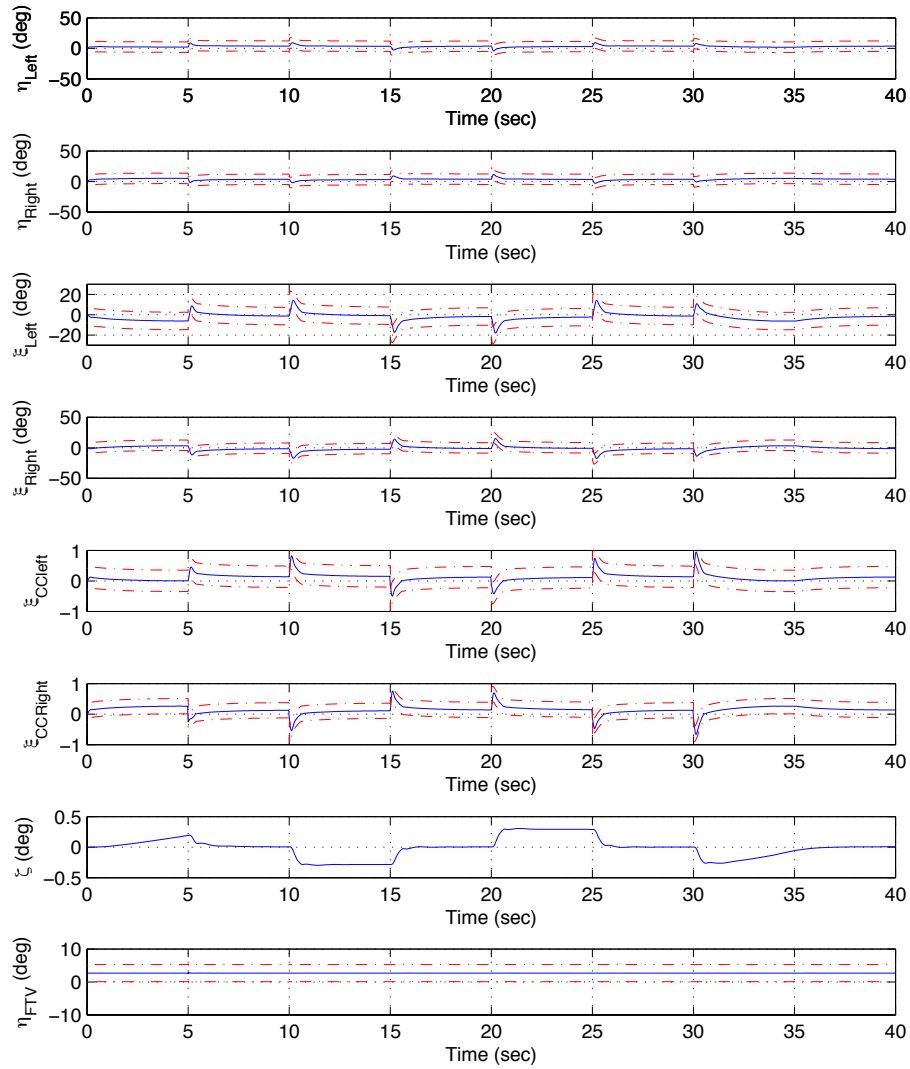 η_Left (deg)
50
0
−50
0 5 10 15 20 25 30 35 40
Time (sec)
η_Right (deg)
50
0
−50
0 5 10 15 20 25 30 35 40
Time (sec)
ξ_Left (deg)
20
0
−20
0 5 10 15 20 25 30 35 40
Time (sec)
ξ_Right (deg)
50
0
−50
0 5 10 15 20 25 30 35 40
Time (sec)
ξ_CCleft
1
0
−1
0 5 10 15 20 25 30 35 40
Time (sec)
ξ_CCRight
1
0
−1
0 5 10 15 20 25 30 35 40
Time (sec)
ζ (deg)
0.5
0
−0.5
0 5 10 15 20 25 30 35 40
Time (sec)
η_FTV (deg)
10
0
−10
0 5 10 15 20 25 30 35 40
Time (sec)